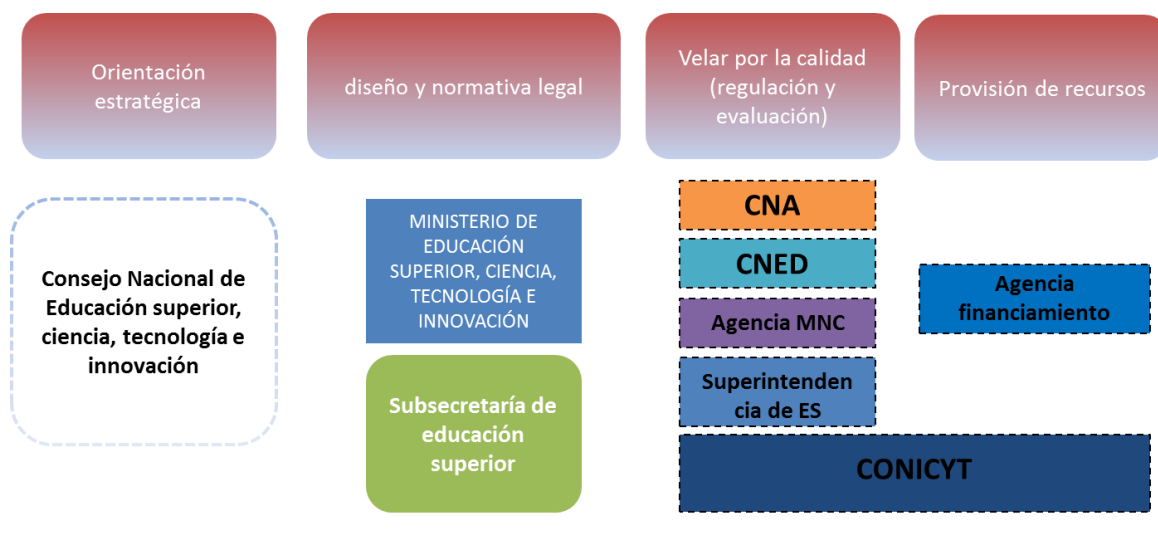 Orientación
estratégica
diseño y normativa legal
Velar por la calidad
(regulación y
evaluación)
Provisión de recursos
Consejo Nacional de
Educación superior,
ciencia, tecnología e
innovación
MINISTERIO DE
EDUCACIÓN
SUPERIOR, CIENCIA,
TECNOLOGÍA E
INNOVACIÓN
Subsecretaría de
educación
superior
CNA
CNED
Agencia MNC
Superintenden
cia de ES
Agencia
financiamiento
CONICYT